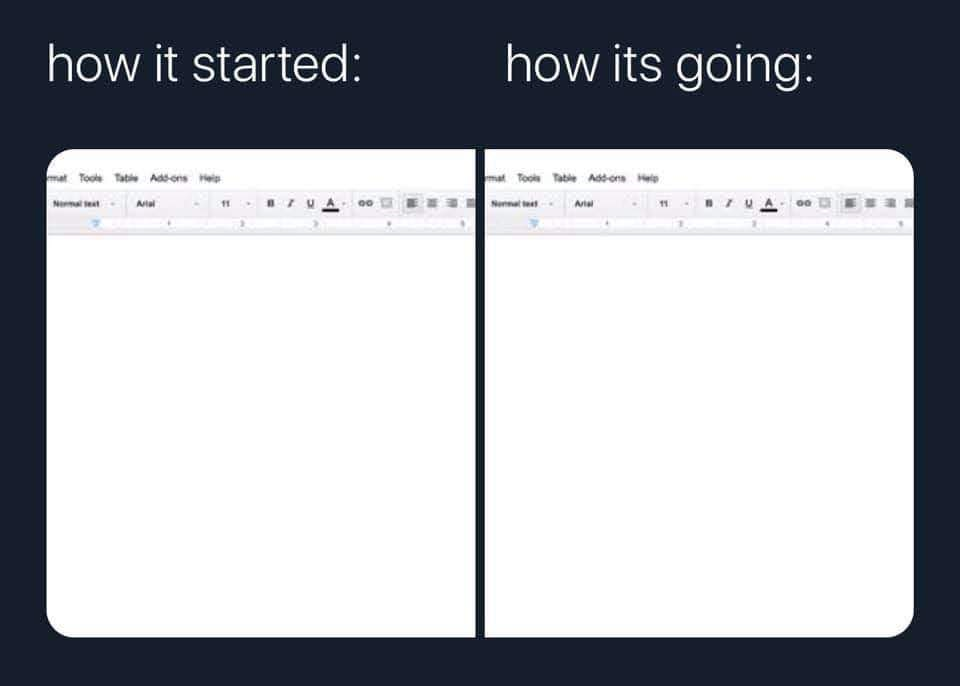 how it started: how its going:
rmat Tools Table Add-ons Help
Normal text Arial 11 B I U A
1 2 3 4 5
rmat Tools Table Add-ons Help
Normal text Arial 11 B I U A
1 2 3 4 5